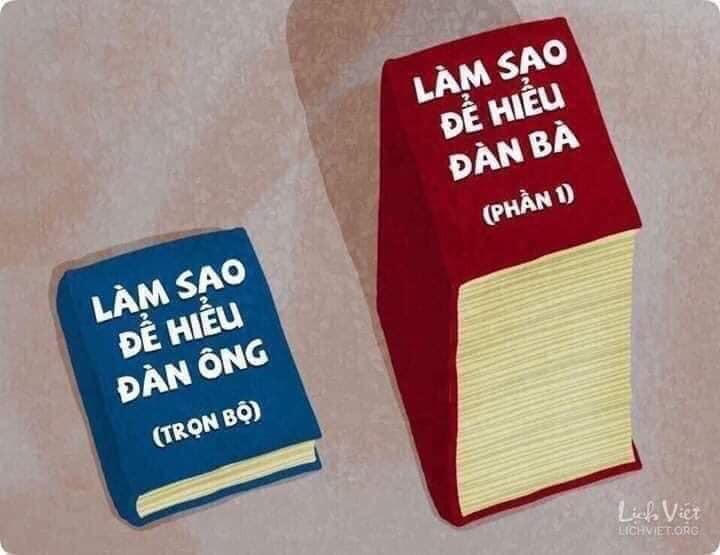 LÀM SAO
ĐỂ HIỂU
ĐÀN ÔNG
(TRỌN BỘ)
LÀM SAO
ĐỂ HIỂU
ĐÀN BÀ
(PHẦN 1)
Lịch Việt
LICHVIET.ORG